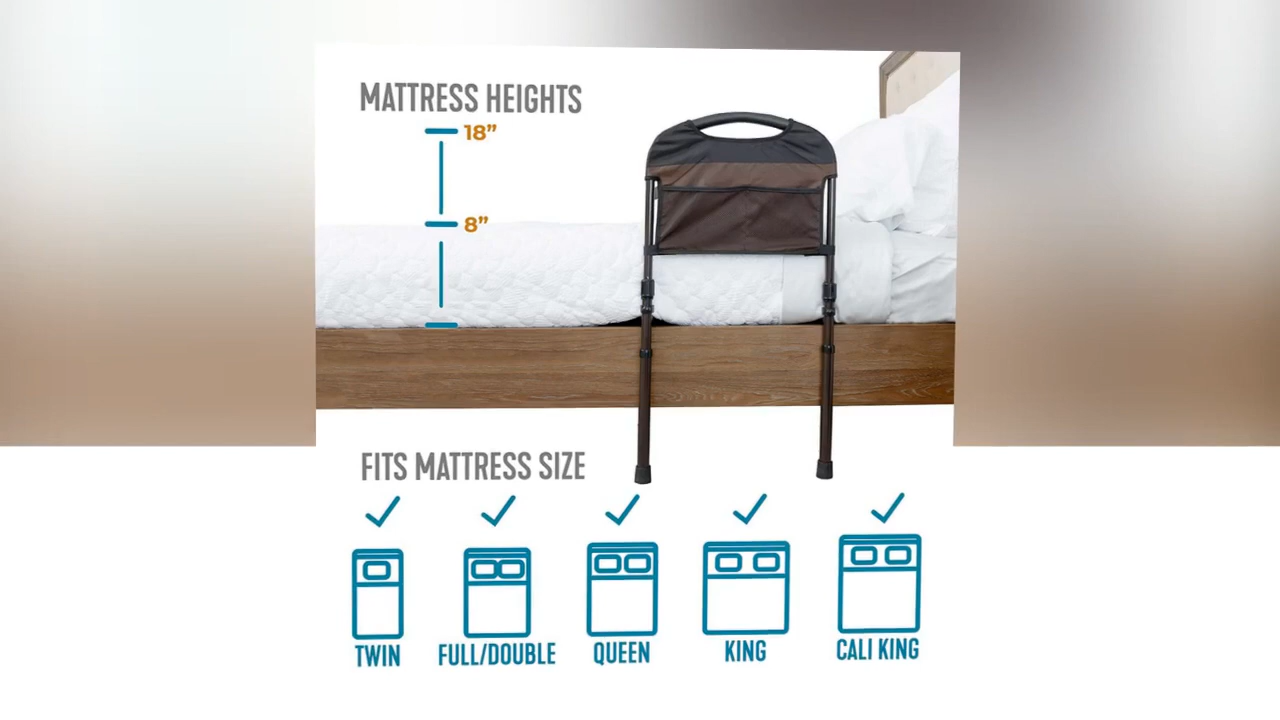 MATTRESS HEIGHTS
18”
8”
FITS MATTRESS SIZE
TWIN
FULL/DOUBLE
QUEEN
KING
CALI KING